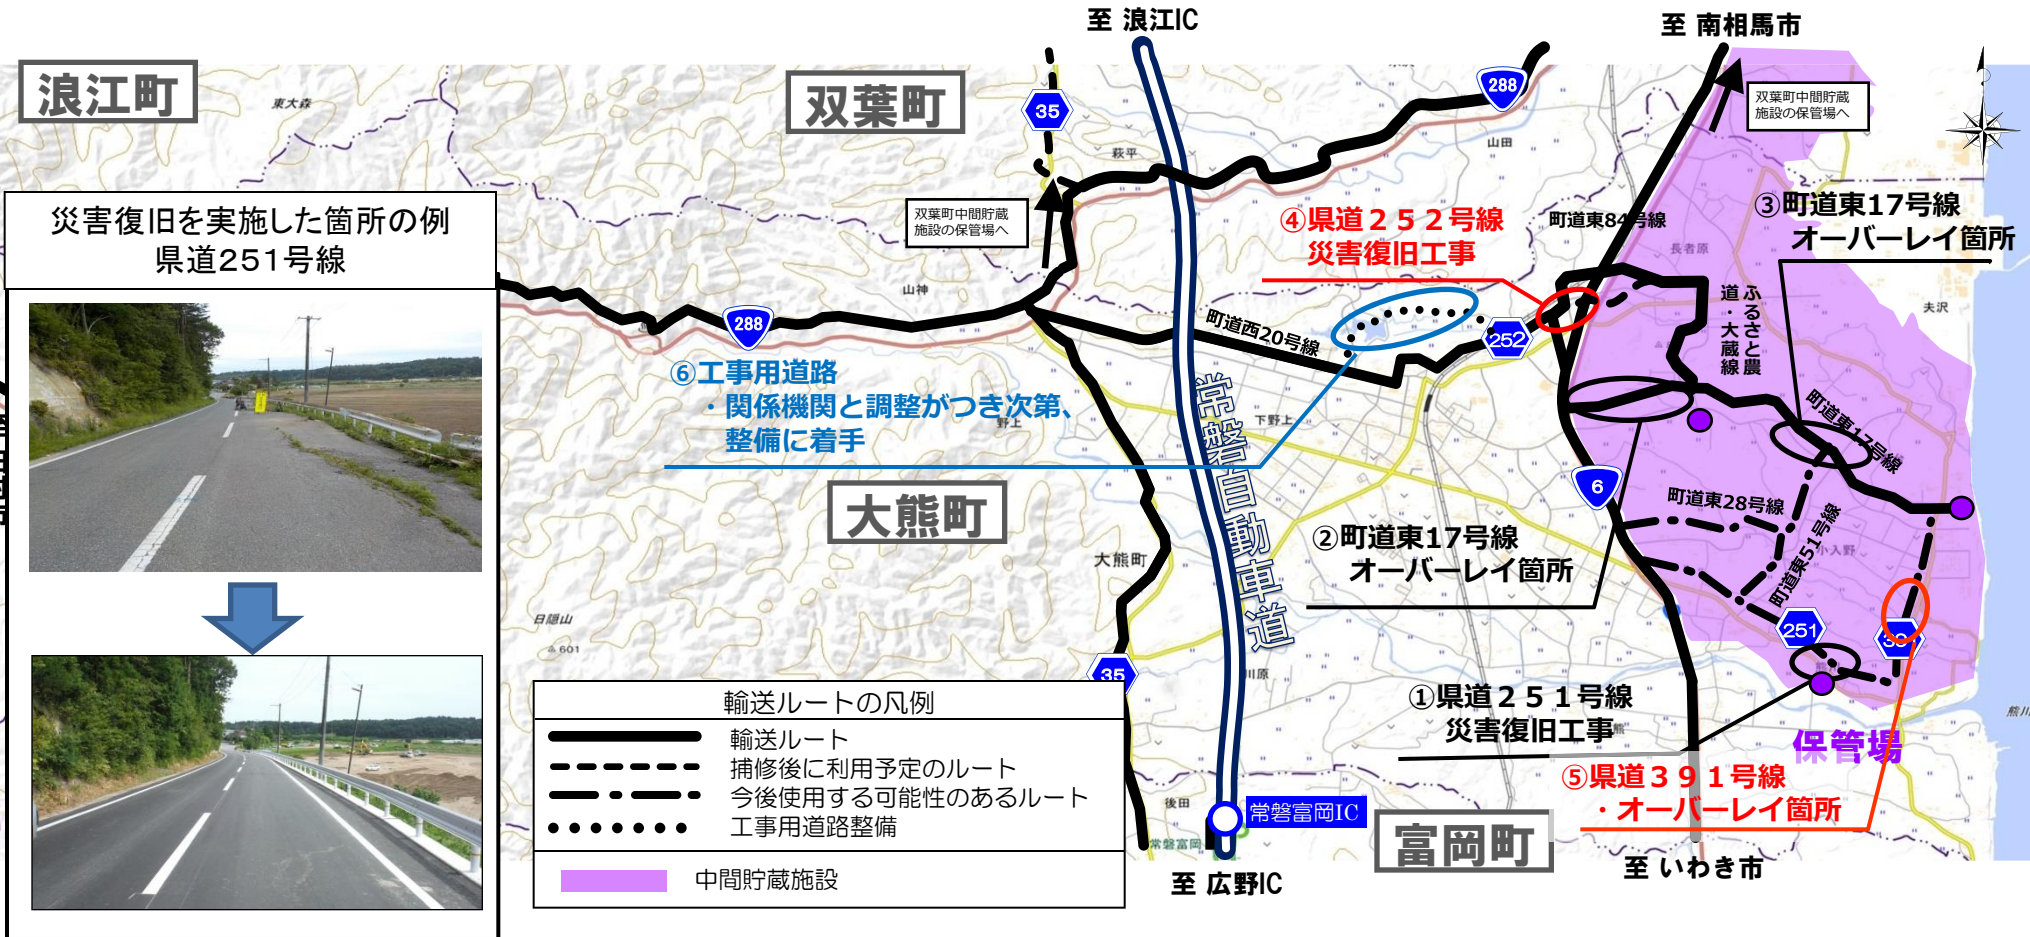 至 浪江IC
至 南相馬市
浪江町
東大森
双葉町
35
288
双葉町中間貯蔵
施設の保管場へ
萩平
山田
災害復旧を実施した箇所の例
県道251号線
双葉町中間貯蔵
施設の保管場へ
④県道252号線
災害復旧工事
町道東84号線
③町道東17号線
オーバーレイ箇所
長者原
山神
288
町道西20号線
252
ふるさと農
道・大蔵線
夫沢
⑥工事用道路
・関係機関と調整がつき次第、
整備に着手
野上
下野上
常磐自動車道
町道東17号線
6
町道東28号線
大熊町
②町道東17号線
オーバーレイ箇所
大熊町
町道東51号線
小入野
日隠山
601
251
35
川原
①県道251号線
災害復旧工事
保管場
熊川
⑤県道391号線
・オーバーレイ箇所
輸送ルートの凡例
輸送ルート
補修後に利用予定のルート
今後使用する可能性のあるルート
工事用道路整備
中間貯蔵施設
後田
常磐富岡IC
常磐富岡
富岡町
至 広野IC
至 いわき市